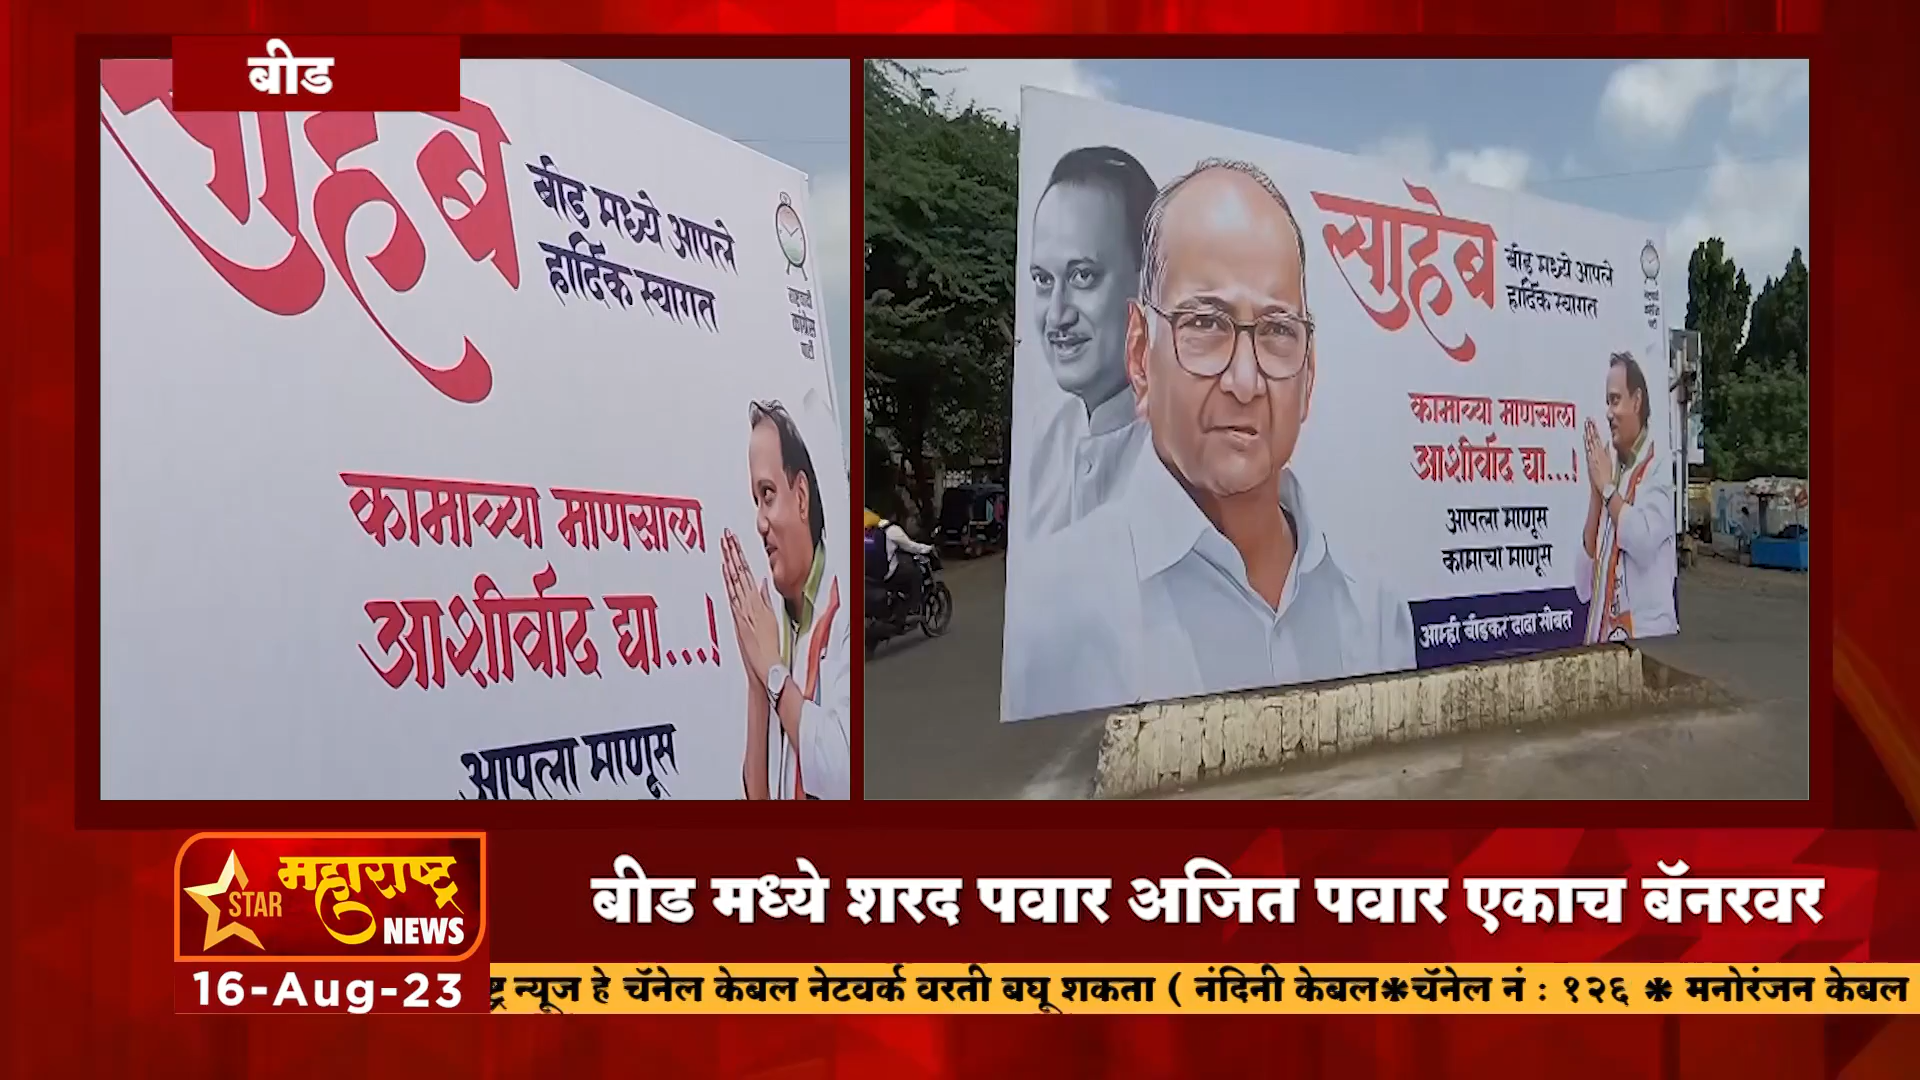 बीड
साहेब
बीड मध्ये आपले
हार्दिक स्वागत
राष्ट्रवादी
काँग्रेस
पार्टी
कामाच्या माणसाला
आशीर्वाद द्या...!
आपला माणूस
साहेब
बीड मध्ये आपले
हार्दिक स्वागत
राष्ट्रवादी
काँग्रेस
पार्टी
कामाच्या माणसाला
आशीर्वाद द्या...!
आपला माणूस
कामाचा माणूस
आम्ही बीडकर दादा सोबत
STAR महाराष्ट्र NEWS
बीड मध्ये शरद पवार अजित पवार एकाच बॅनरवर
16-Aug-23
ष्ट्र न्यूज हे चॅनेल केबल नेटवर्क वरती बघू शकता ( नंदिनी केबल*चॅनेल नं : १२६ * मनोरंजन केबल